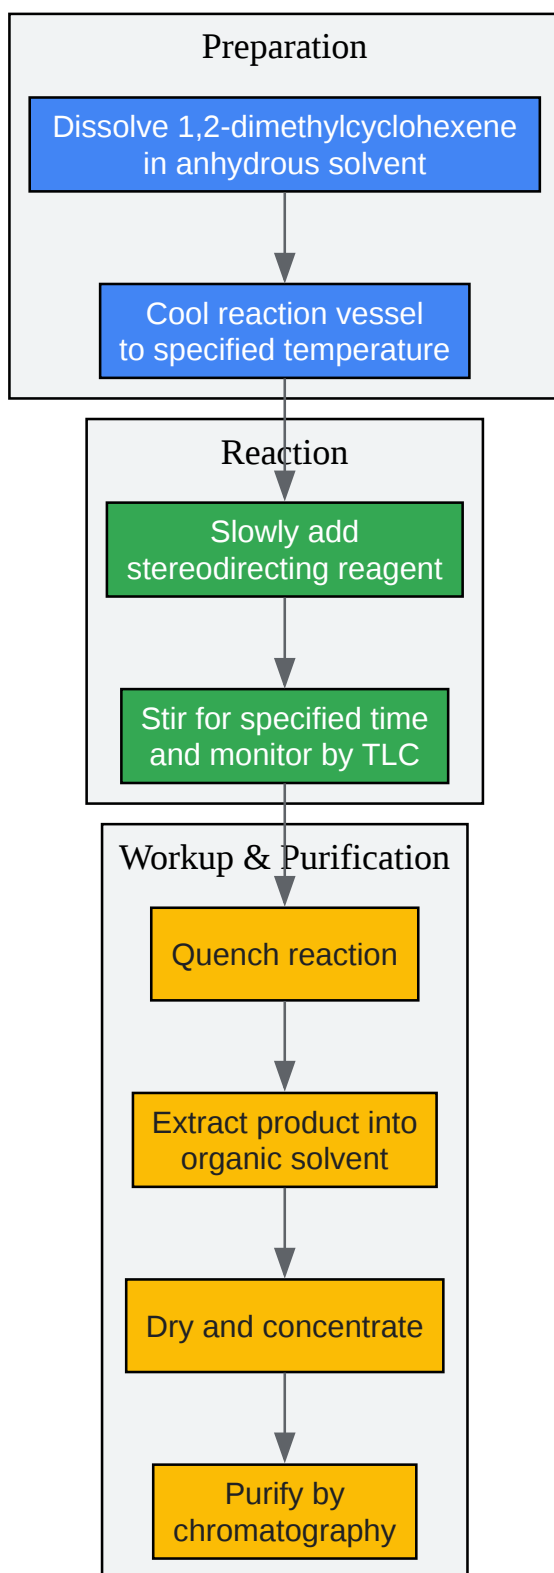 Preparation
Dissolve 1,2-dimethylcyclohexene
in anhydrous solvent
Cool reaction vessel
to specified temperature
Reaction
Slowly add
stereodirecting reagent
Stir for specified time
and monitor by TLC
Workup & Purification
Quench reaction
Extract product into
organic solvent
Dry and concentrate
Purify by
chromatography